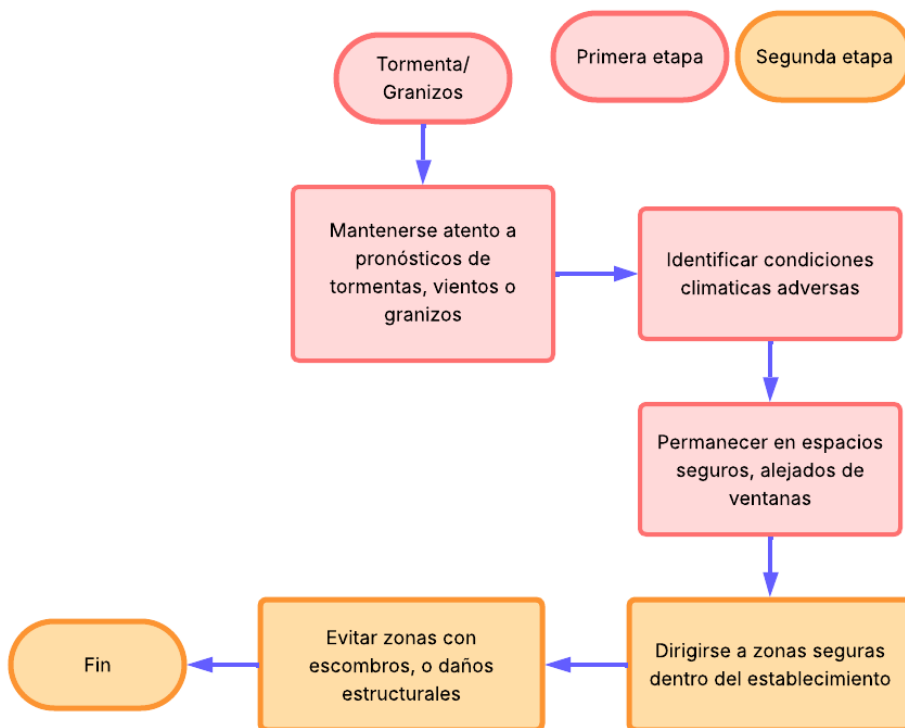 Tormenta/
Granizos
Primera etapa
Segunda etapa
Mantenerse atento a
pronósticos de
tormentas, vientos o
granizos
Identificar condiciones
climaticas adversas
Permanecer en espacios
seguros, alejados de
ventanas
Dirigirse a zonas seguras
dentro del establecimiento
Evitar zonas con
escombros, o daños
estructurales
Fin